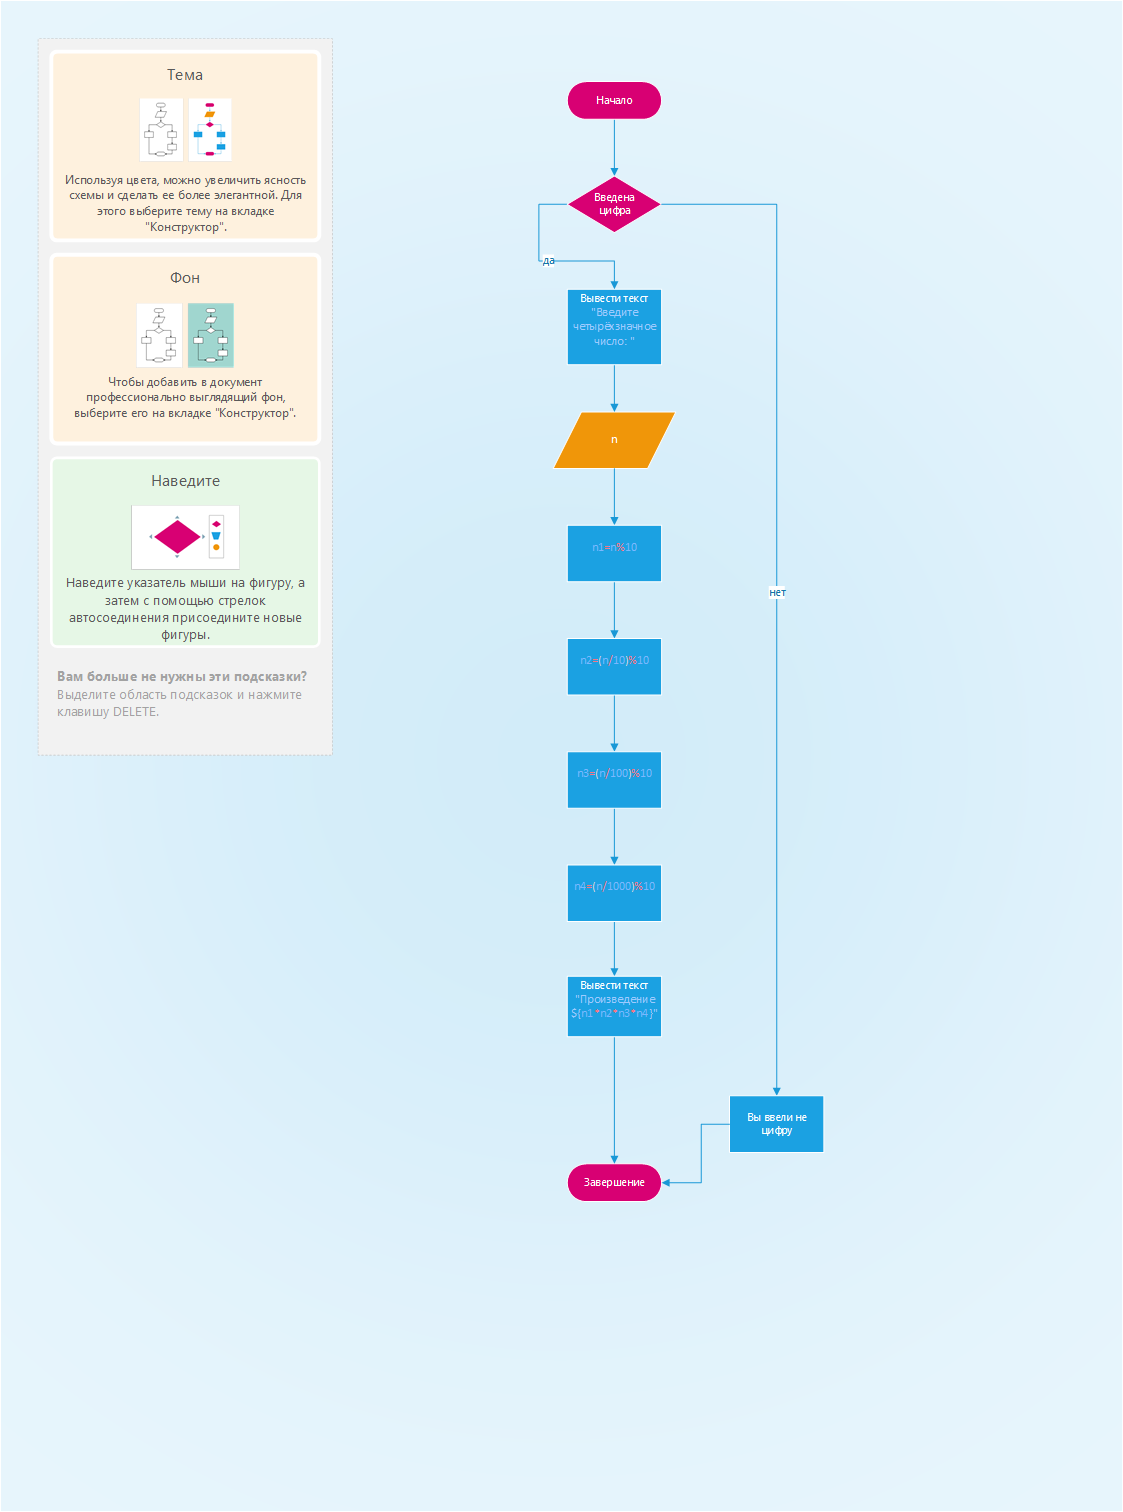 Тема
Используя цвета, можно увеличить ясность
схемы и сделать ее более элегантной. Для
этого выберите тему на вкладке
"Конструктор".
Фон
Чтобы добавить в документ
профессионально выглядящий фон,
выберите его на вкладке "Конструктор".
Наведите
Наведите указатель мыши на фигуру, а
затем с помощью стрелок
автосоединения присоедините новые
фигуры.
Вам больше не нужны эти подсказки?
Выделите область подсказок и нажмите
клавишу DELETE.
Начало
Введена
цифра
да
Вывести текст
"Введите
четырёхзначное
число: "
n
n1=n%10
нет
n2=(n/10)%10
n3=(n/100)%10
n4=(n/1000)%10
Вывести текст
"Произведение
${n1*n2*n3*n4}"
Вы ввели не
цифру
Завершение